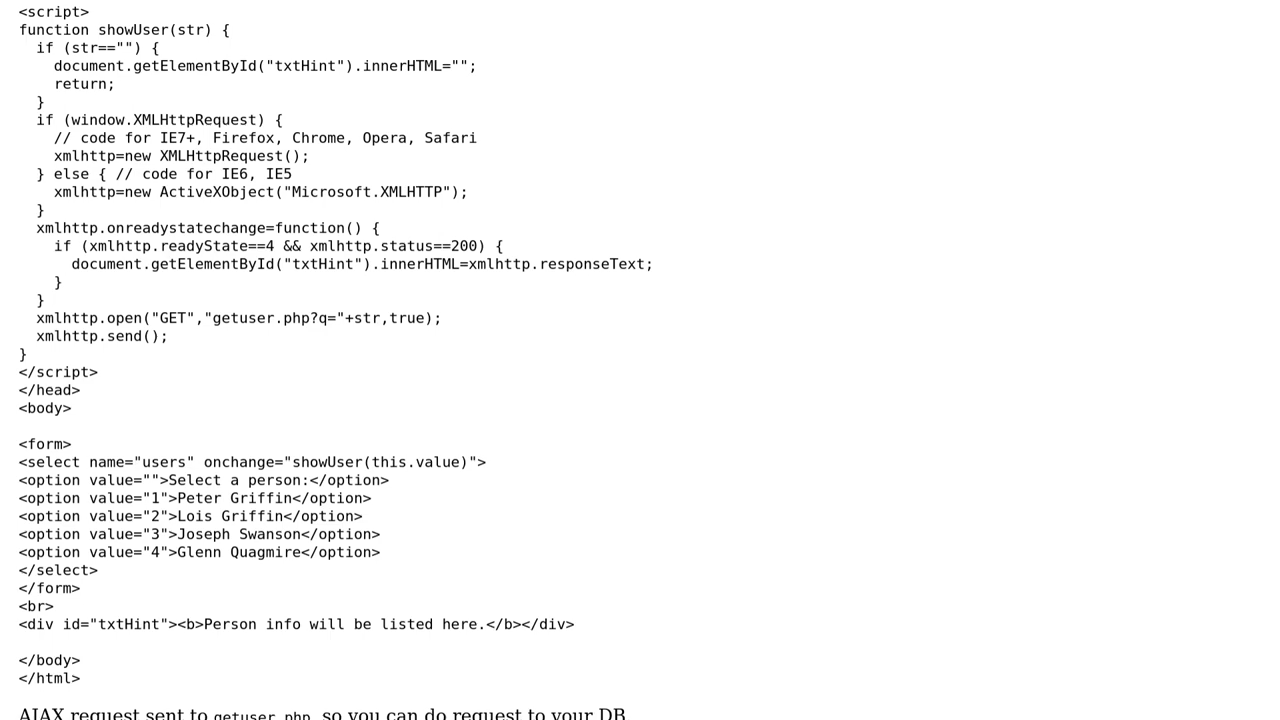 <script>
function showUser(str) {
  if (str=="") {
    document.getElementById("txtHint").innerHTML="";
    return;
  }
  if (window.XMLHttpRequest) {
    // code for IE7+, Firefox, Chrome, Opera, Safari
    xmlhttp=new XMLHttpRequest();
  } else { // code for IE6, IE5
    xmlhttp=new ActiveXObject("Microsoft.XMLHTTP");
  }
  xmlhttp.onreadystatechange=function() {
    if (xmlhttp.readyState==4 && xmlhttp.status==200) {
      document.getElementById("txtHint").innerHTML=xmlhttp.responseText;
    }
  }
  xmlhttp.open("GET","getuser.php?q="+str,true);
  xmlhttp.send();
}
</script>
</head>
<body>

<form>
<select name="users" onchange="showUser(this.value)">
<option value="">Select a person:</option>
<option value="1">Peter Griffin</option>
<option value="2">Lois Griffin</option>
<option value="3">Joseph Swanson</option>
<option value="4">Glenn Quagmire</option>
</select>
</form>
<br>
<div id="txtHint"><b>Person info will be listed here.</b></div>

</body>
</html>

AJAX request sent to getuser.php, so you can do request to your DB